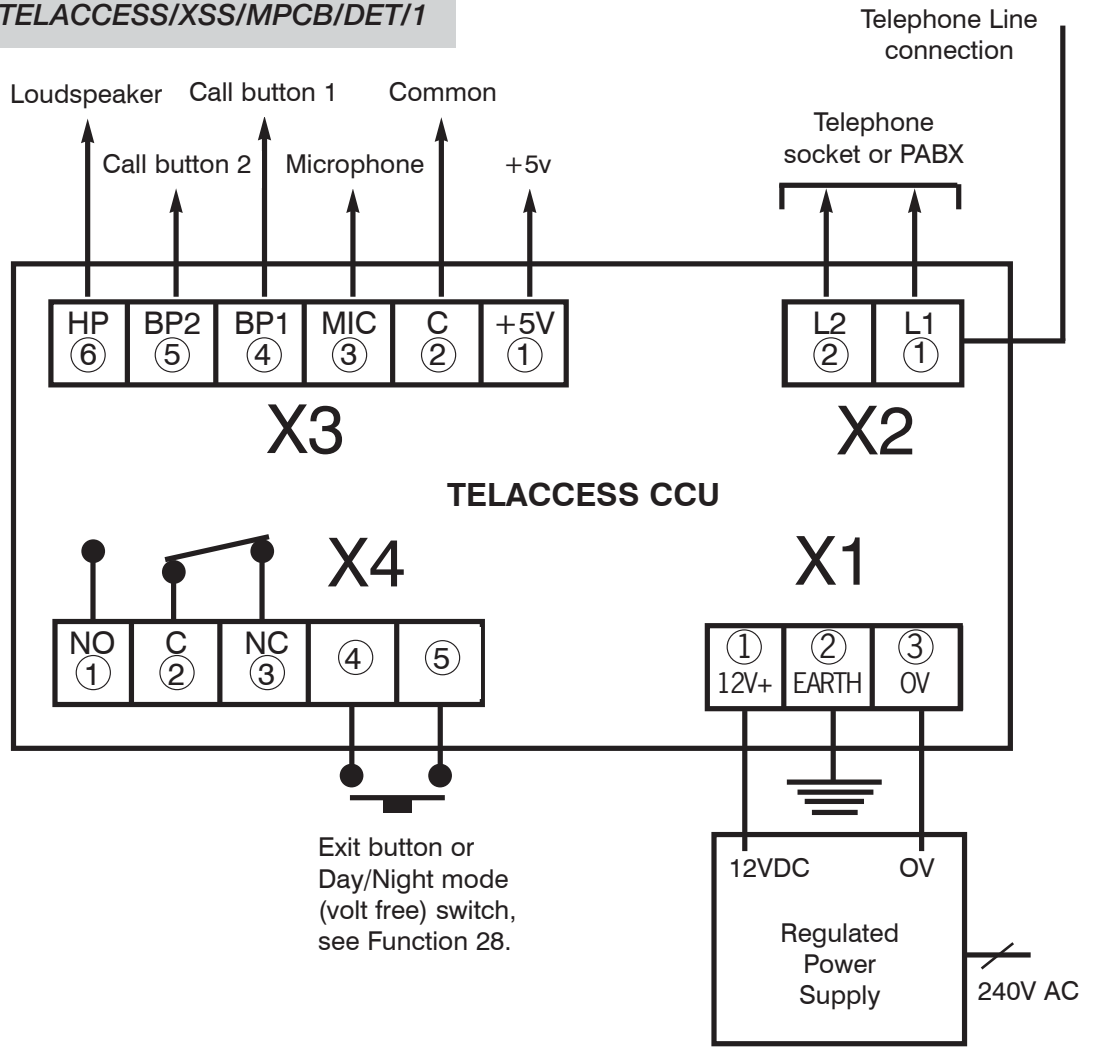 TELACCESS/XSS/MPCB/DET/1
Telephone Line
connection
Loudspeaker
Call button 1
Common
Call button 2
Microphone
+5v
Telephone
socket or PABX
HP
BP2
BP1
MIC
C
+5V
6
5
4
3
2
1
L2
L1
2
1
X3
X2
TELACCESS CCU
X4
X1
NO
C
NC
1
2
3
4
5
1
2
3
12V+
EARTH
0V
Exit button or
Day/Night mode
(volt free) switch,
see Function 28.
12VDC
0V
Regulated
Power
Supply
240V AC